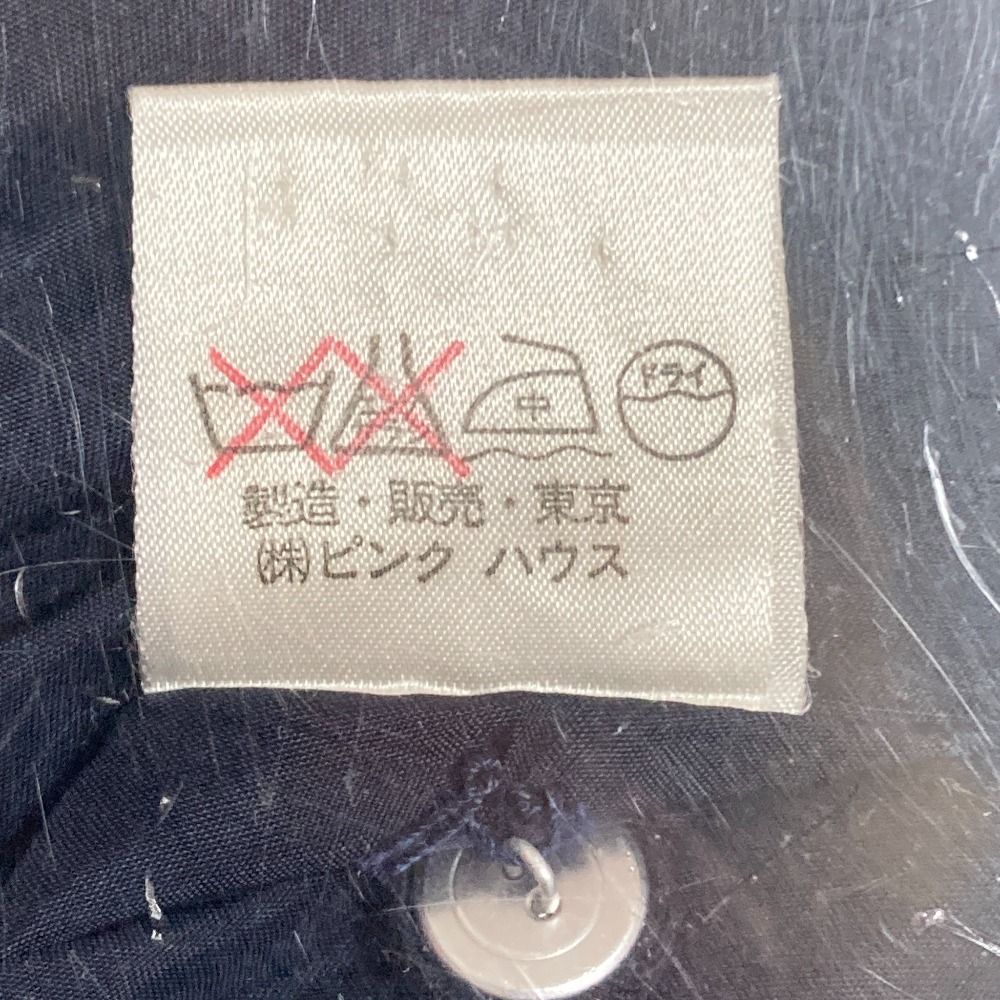 中 ドライ
製造・販売・東京
(株)ピンク ハウス